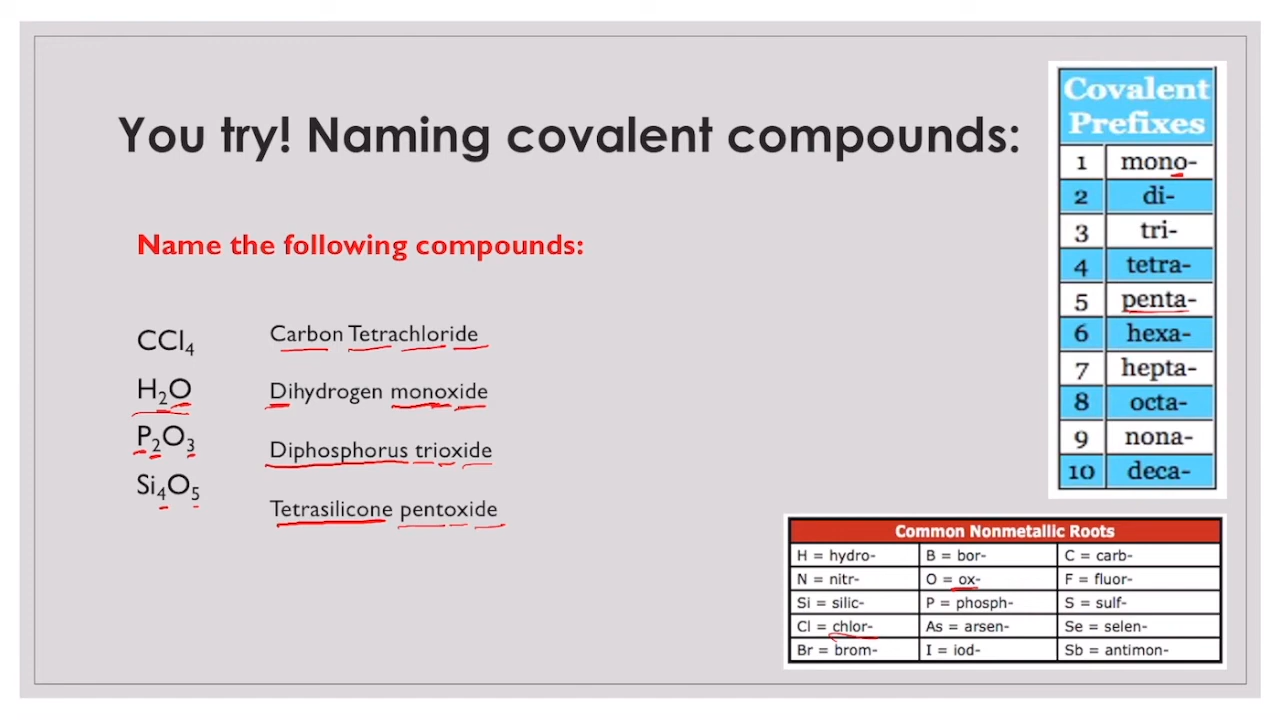 You try! Naming covalent compounds:
Name the following compounds:
CCl₄ Carbon Tetrachloride
H₂O Dihydrogen monoxide
P₂O₃ Diphosphorus trioxide
Si₄O₅ Tetrasilicone pentoxide
Covalent
Prefixes
1 mono-
2 di-
3 tri-
4 tetra-
5 penta-
6 hexa-
7 hepta-
8 octa-
9 nona-
10 deca-
Common Nonmetallic Roots
H = hydro- B = bor- C = carb-
N = nitr- O = ox- F = fluor-
Si = silic- P = phosph- S = sulf-
Cl = chlor- As = arsen- Se = selen-
Br = brom- I = iod- Sb = antimon-